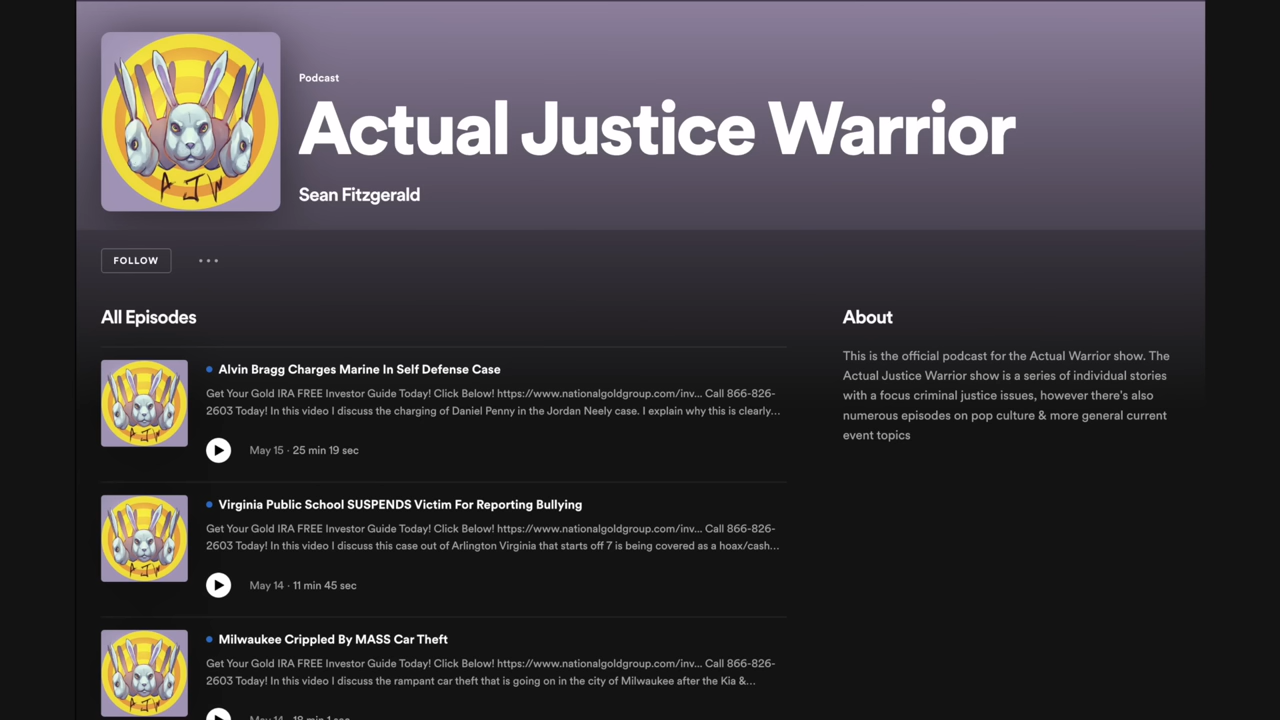 Podcast
Actual Justice Warrior
Sean Fitzgerald
AJW
FOLLOW
All Episodes
Alvin Bragg Charges Marine In Self Defense Case
Get Your Gold IRA FREE Investor Guide Today! Click Below! https://www.nationalgoldgroup.com/inv... Call 866-826-
2603 Today! In this video I discuss the charging of Daniel Penny in the Jordan Neely case. I explain why this is clearly...
May 15 · 25 min 19 sec
AJW
Virginia Public School SUSPENDS Victim For Reporting Bullying
Get Your Gold IRA FREE Investor Guide Today! Click Below! https://www.nationalgoldgroup.com/inv... Call 866-826-
2603 Today! In this video I discuss this case out of Arlington Virginia that starts off 7 is being covered as a hoax/cash...
May 14 · 11 min 45 sec
AJW
Milwaukee Crippled By MASS Car Theft
Get Your Gold IRA FREE Investor Guide Today! Click Below! https://www.nationalgoldgroup.com/inv... Call 866-826-
2603 Today! In this video I discuss the rampant car theft that is going on in the city of Milwaukee after the Kia &...
May 14 · 18 min 1 sec
AJW
About
This is the official podcast for the Actual Warrior show. The
Actual Justice Warrior show is a series of individual stories
with a focus criminal justice issues, however there's also
numerous episodes on pop culture & more general current
event topics